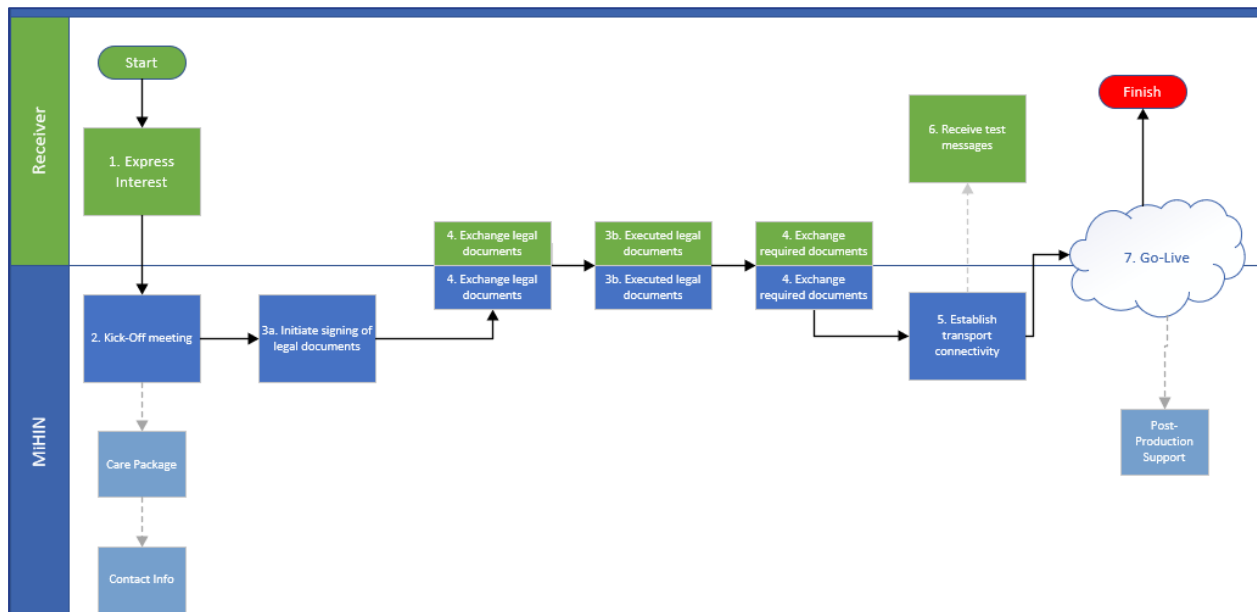 Receiver
Start
1. Express
Interest
4. Exchange legal
documents
3b. Executed legal
documents
4. Exchange
required documents
6. Receive test
messages
Finish
7. Go-Live
MiHIN
2. Kick-Off meeting
3a. Initiate signing of
legal documents
4. Exchange legal
documents
3b. Executed legal
documents
4. Exchange
required documents
5. Establish
transport
connectivity
Care Package
Contact Info
Post-
Production
Support